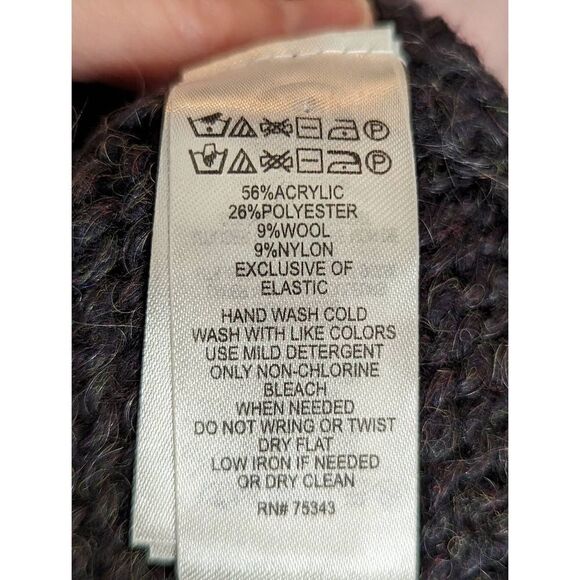 56%ACRYLIC
26%POLYESTER
9%WOOL
9%NYLON
EXCLUSIVE OF
ELASTIC
HAND WASH COLD
WASH WITH LIKE COLORS
USE MILD DETERGENT
ONLY NON-CHLORINE
BLEACH
WHEN NEEDED
DO NOT WRING OR TWIST
DRY FLAT
LOW IRON IF NEEDED
OR DRY CLEAN
RN# 75343